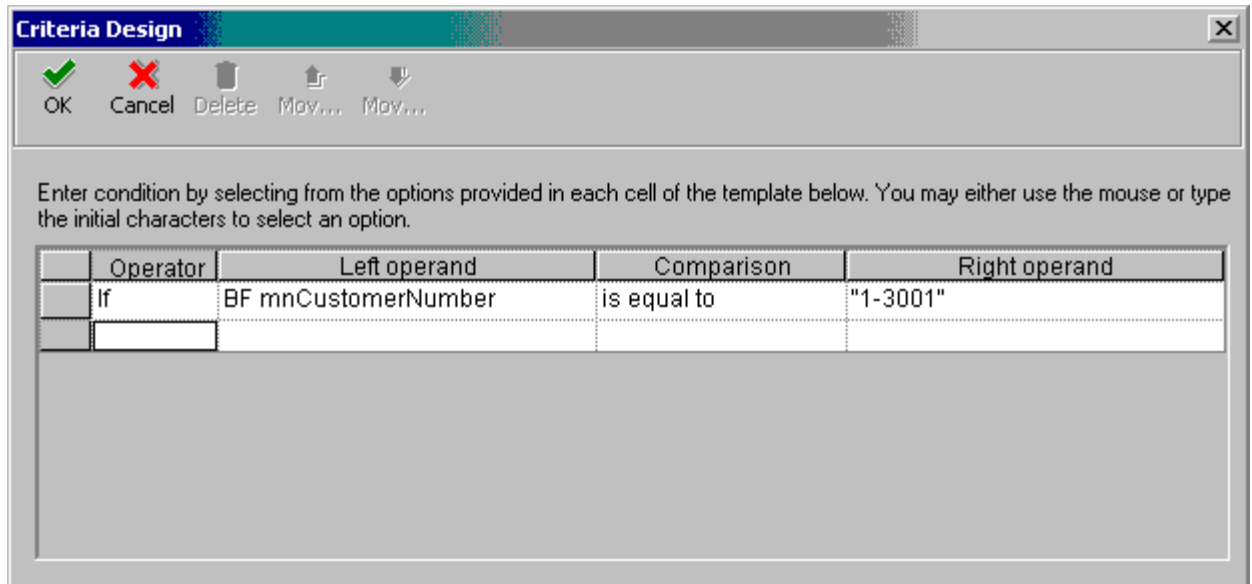 Criteria Design
OK Cancel Delete Mov... Mov...
Enter condition by selecting from the options provided in each cell of the template below. You may either use the mouse or type
the initial characters to select an option.
Operator Left operand Comparison Right operand
If BF mnCustomerNumber is equal to "1-3001"